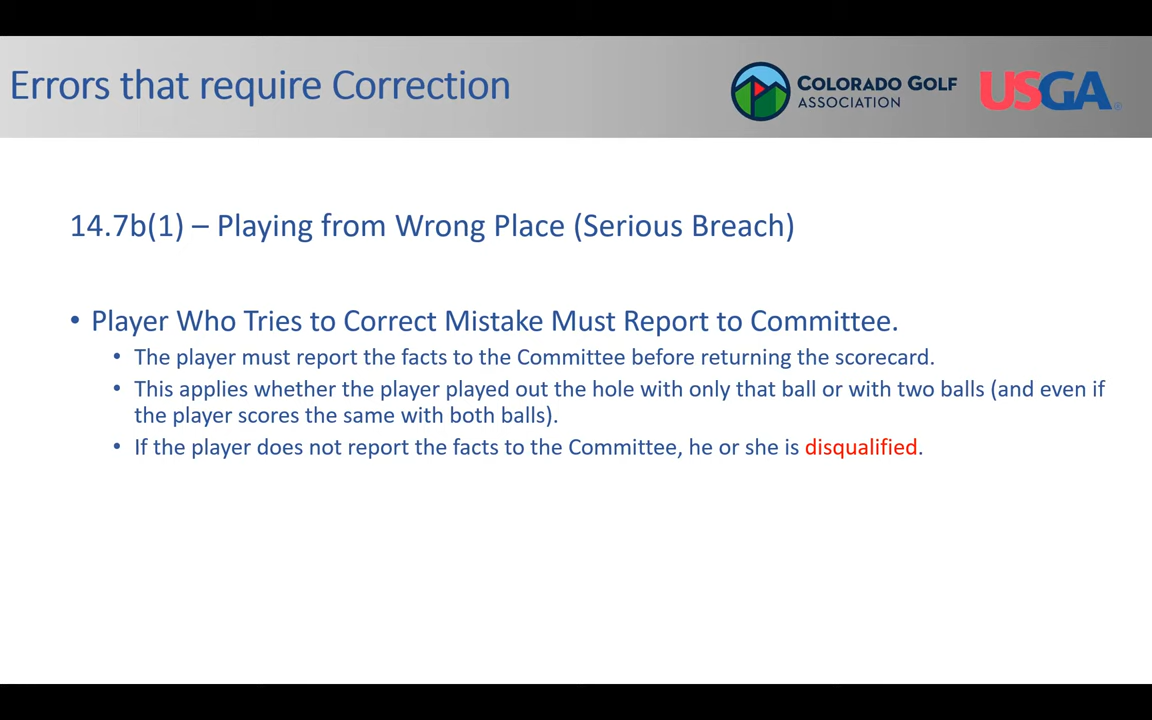 Errors that require Correction
COLORADO GOLF
ASSOCIATION
USGA®
14.7b(1) – Playing from Wrong Place (Serious Breach)
• Player Who Tries to Correct Mistake Must Report to Committee.
• The player must report the facts to the Committee before returning the scorecard.
• This applies whether the player played out the hole with only that ball or with two balls (and even if
the player scores the same with both balls).
• If the player does not report the facts to the Committee, he or she is disqualified.